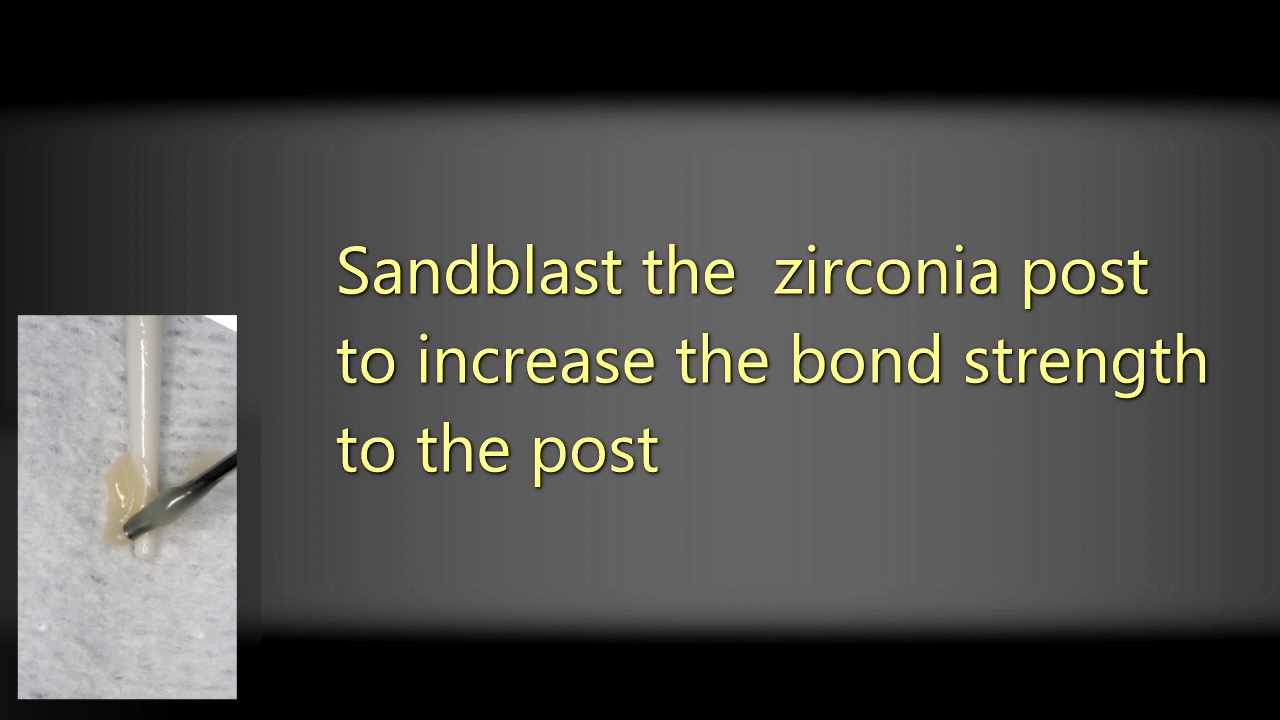 Sandblast the  zirconia post
to increase the bond strength
to the post